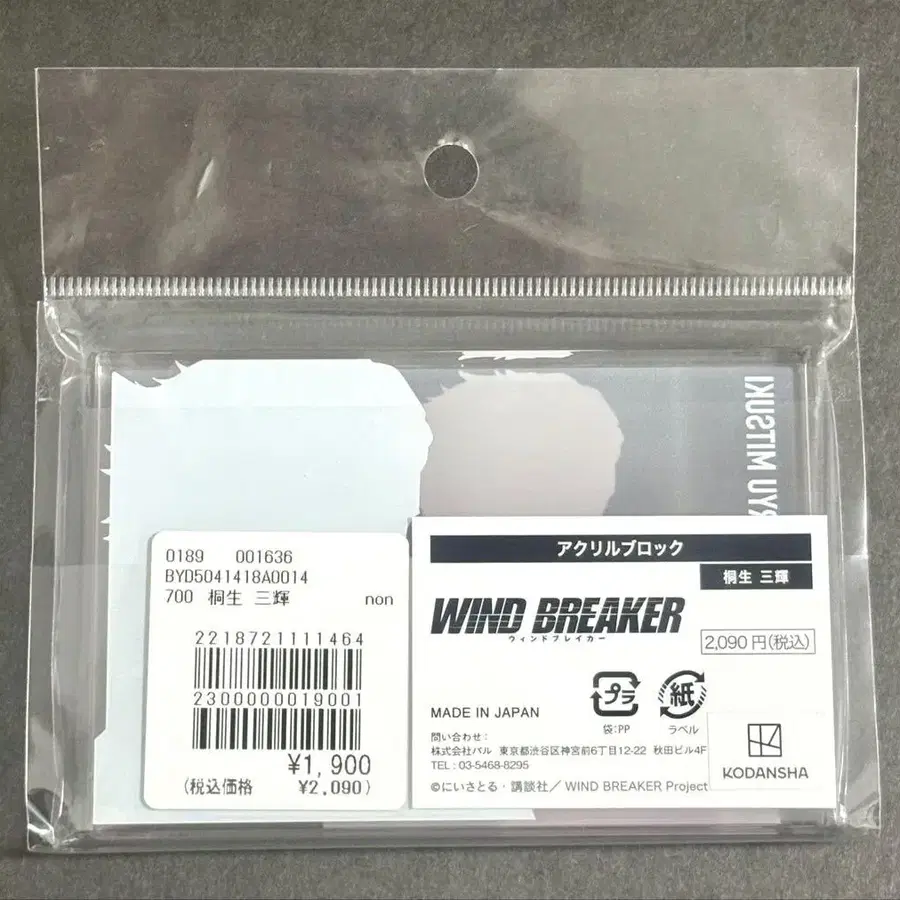 MITSUKI
0189 001636
BYD5041418A0014
700 桐生 三輝 non
2218721111464
2300000019001
¥1,900
(税込価格 ¥2,090)
アクリルブロック
桐生 三輝
WIND BREAKER
ウィンドブレイカー
2,090円(税込)
プラ
紙
袋:PP
ラベル
MADE IN JAPAN
問い合わせ:
株式会社バル 東京都渋谷区神宮前6丁目12-22 秋田ビル4F
TEL : 03-5468-8295
©にいさとる・講談社/ WIND BREAKER Project
KODANSHA